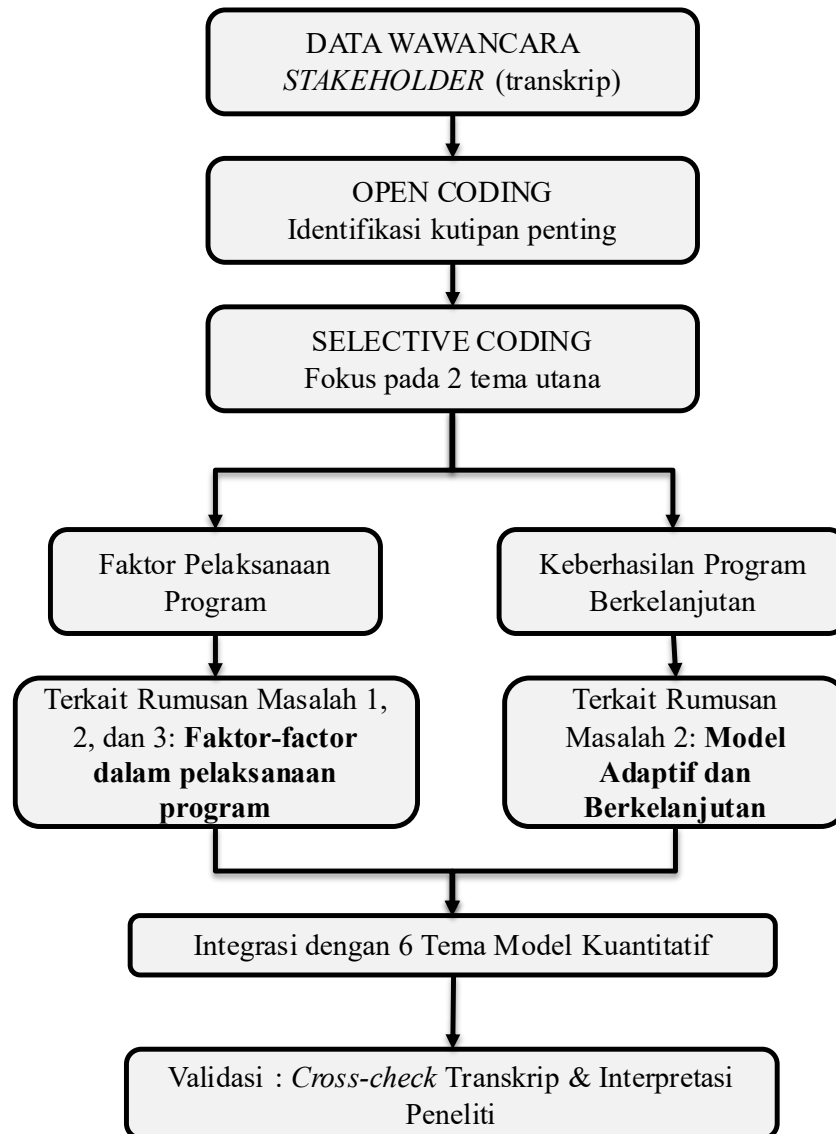 DATA WAWANCARA
STAKEHOLDER (transkrip)
OPEN CODING
Identifikasi kutipan penting
SELECTIVE CODING
Fokus pada 2 tema utana
Faktor Pelaksanaan
Program
Keberhasilan Program
Berkelanjutan
Terkait Rumusan Masalah 1,
2, dan 3: Faktor-factor
dalam pelaksanaan
program
Terkait Rumusan
Masalah 2: Model
Adaptif dan
Berkelanjutan
Integrasi dengan 6 Tema Model Kuantitatif
Validasi : Cross-check Transkrip & Interpretasi
Peneliti